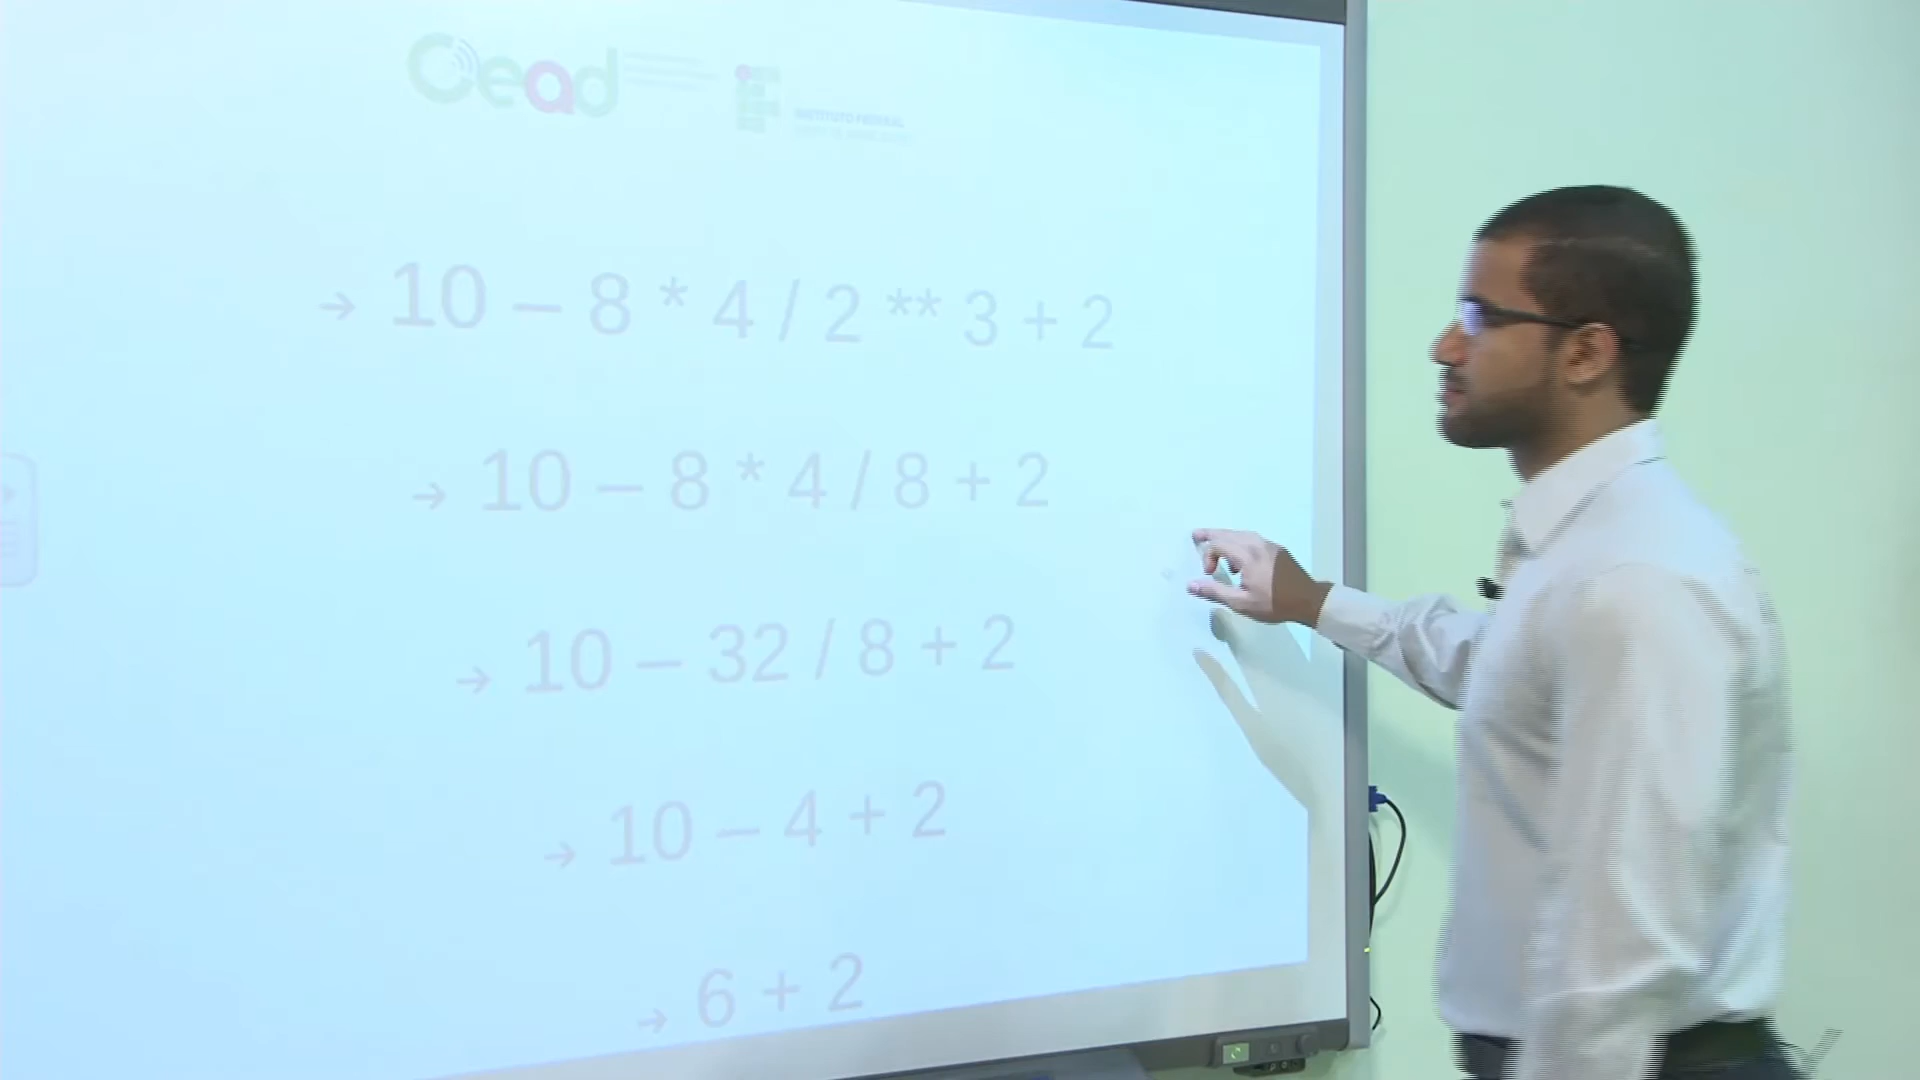 Cead
INSTITUTO FEDERAL
→ 10 – 8 * 4 / 2 ** 3 + 2
→ 10 – 8 * 4 / 8 + 2
→ 10 – 32 / 8 + 2
→ 10 – 4 + 2
→ 6 + 2